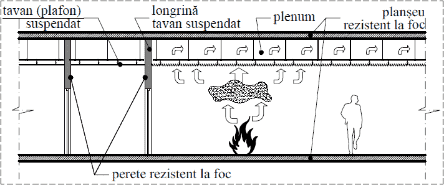 tavan (plafon)
suspendat
longrină
tavan suspendat
plenum
planșeu
rezistent la foc
perete rezistent la foc